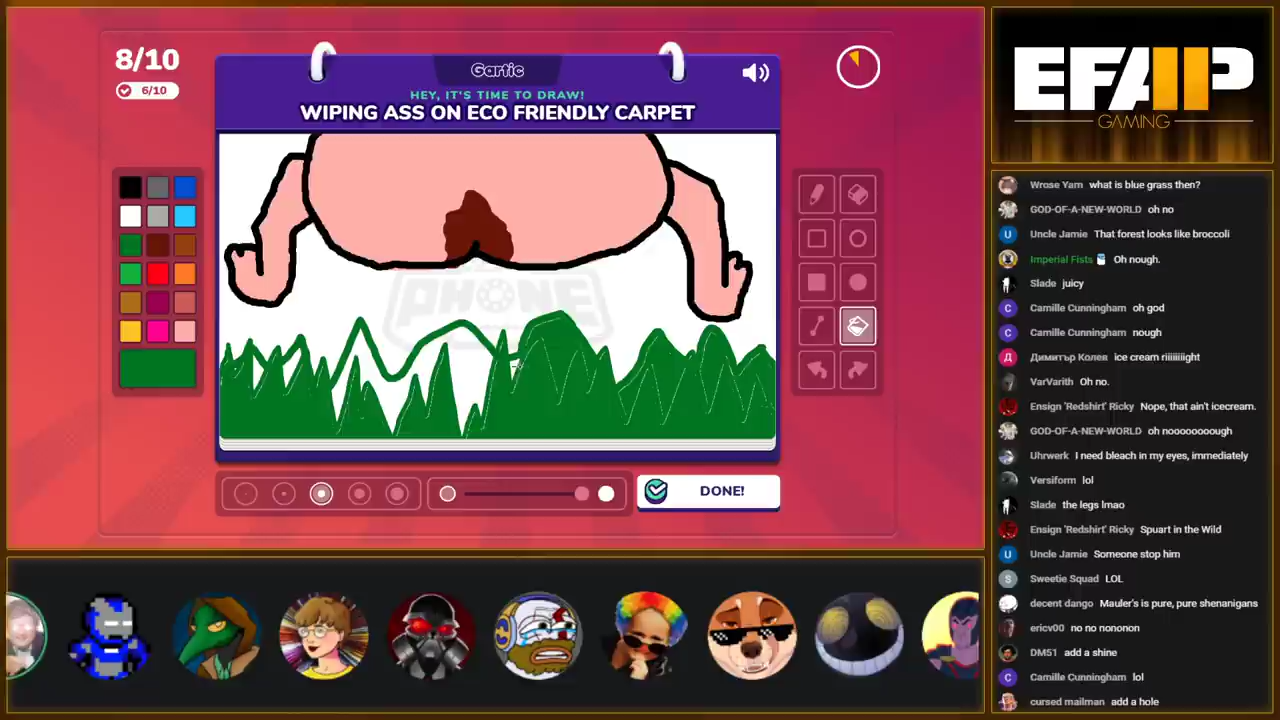 8/10
6/10
Gartic
HEY, IT'S TIME TO DRAW!
WIPING ASS ON ECO FRIENDLY CARPET
PHONE
DONE!
EFAP
GAMING
Wrose Yarn what is blue grass then?
GOD-OF-A-NEW-WORLD oh no
Uncle Jamie That forest looks like broccoli
Imperial Fists Oh nough.
Slade juicy
Camille Cunningham oh god
Camille Cunningham nough
Димитър Колев ice cream riiiiiiight
VarVarith Oh no.
Ensign 'Redshirt' Ricky Nope, that ain't icecream.
GOD-OF-A-NEW-WORLD oh nooooooough
Uhrwerk I need bleach in my eyes, immediately
Versiform lol
Slade the legs lmao
Ensign 'Redshirt' Ricky Spuart in the Wild
Uncle Jamie Someone stop him
Sweetie Squad LOL
decent dango Mauler's is pure, pure shenanigans
ericv00 no no nononon
DM51 add a shine
Camille Cunningham lol
cursed mailman add a hole